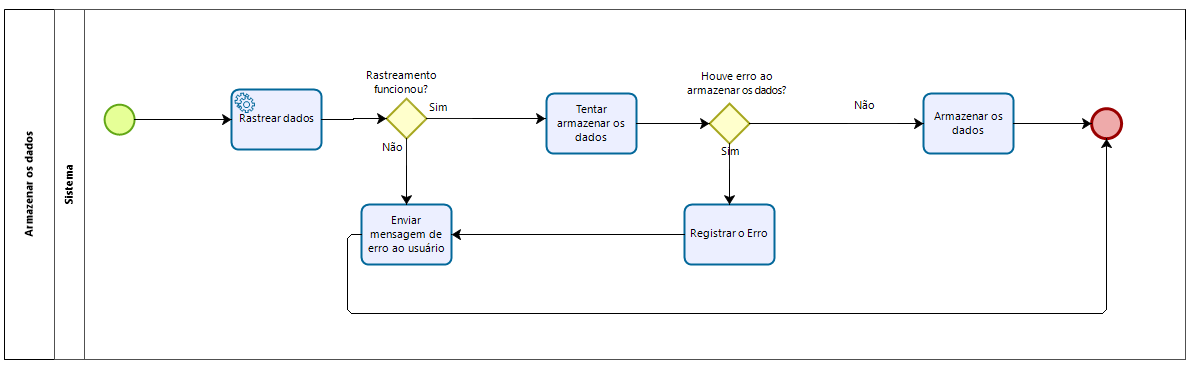 Armazenar os dados
Sistema
Rastrear dados
Rastreamento
funcionou?
Sim
Não
Tentar
armazenar os
dados
Houve erro ao
armazenar os dados?
Não
Sim
Armazenar os
dados
Enviar
mensagem de
erro ao usuário
Registrar o Erro